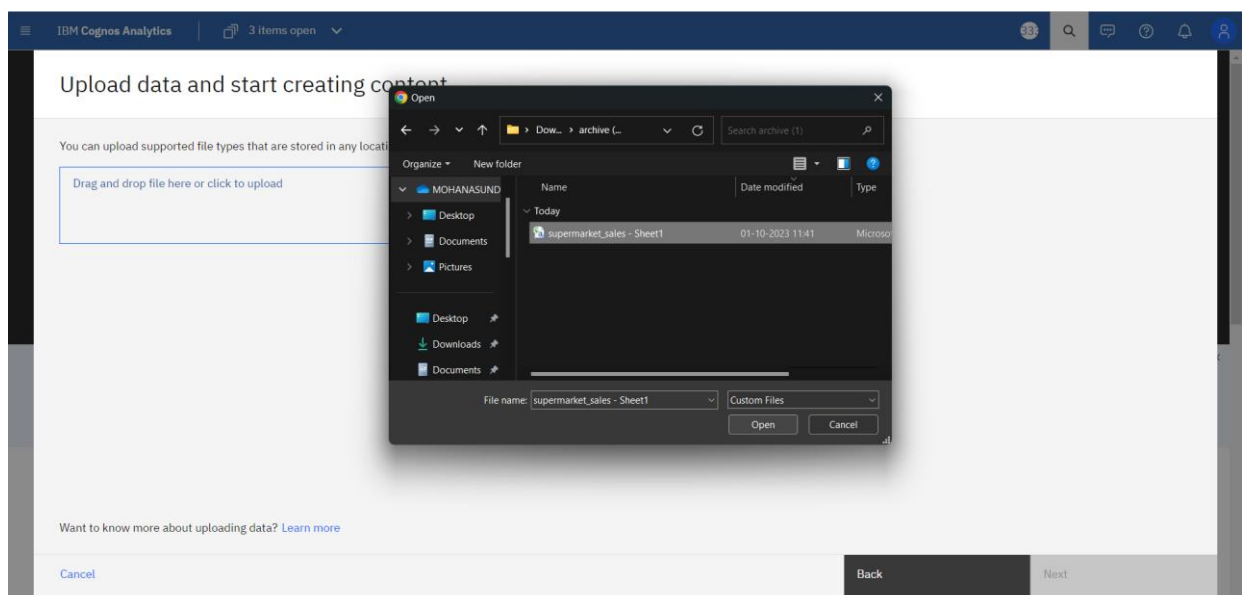 IBM Cognos Analytics 3 items open
Upload data and start creating content
Open
Dow... archive (...
Search archive (1)
You can upload supported file types that are stored in any locati
Organize New folder
Drag and drop file here or click to upload
MOHANASUND
Name Date modified Type
Desktop
Today
supermarket_sales - Sheet1 01-10-2023 11:41 Microso
Documents
Pictures
Desktop
Downloads
Documents
File name: supermarket_sales - Sheet1 Custom Files
Open Cancel
Want to know more about uploading data? Learn more
Cancel Back Next